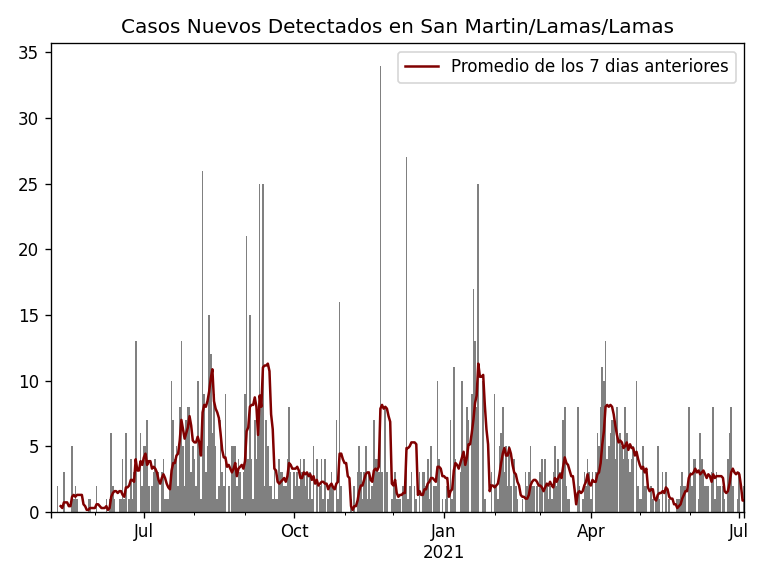 Casos Nuevos Detectados en San Martin/Lamas/Lamas
Promedio de los 7 dias anteriores
35
30
25
20
15
10
5
0
Jul
Oct
Jan
2021
Apr
Jul